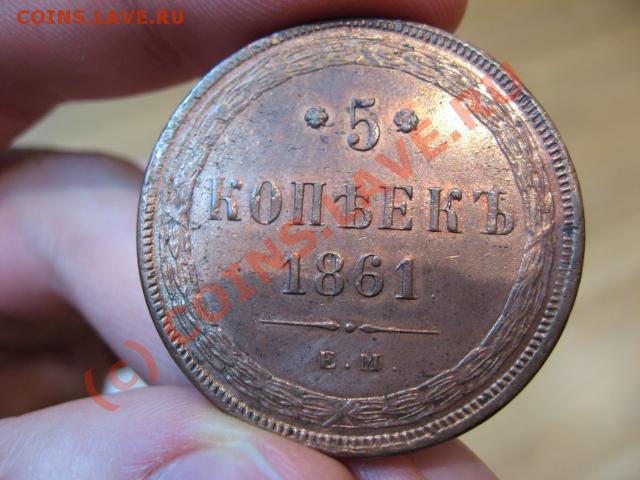 COINS.LAVE.RU
5
КОПѢЕКЪ
1861
Е.М.
(c) COINS.LAVE.RU